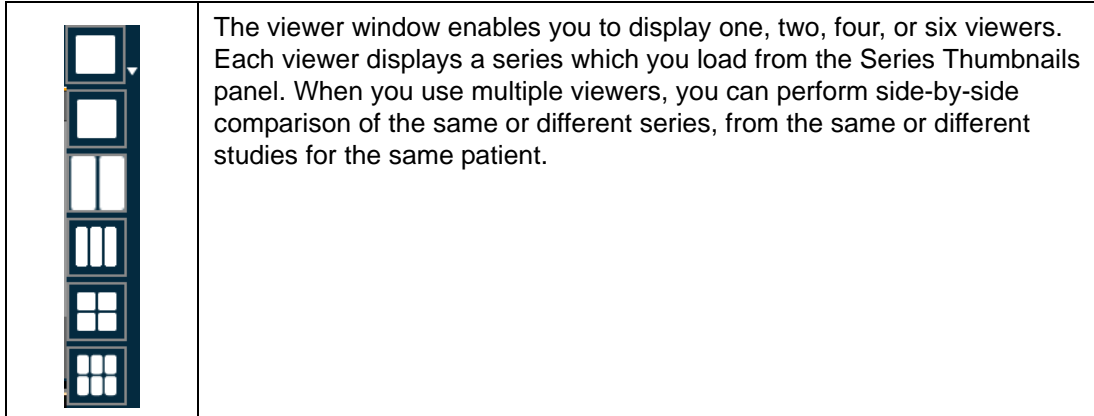 The viewer window enables you to display one, two, four, or six viewers.
Each viewer displays a series which you load from the Series Thumbnails
panel. When you use multiple viewers, you can perform side-by-side
comparison of the same or different series, from the same or different
studies for the same patient.